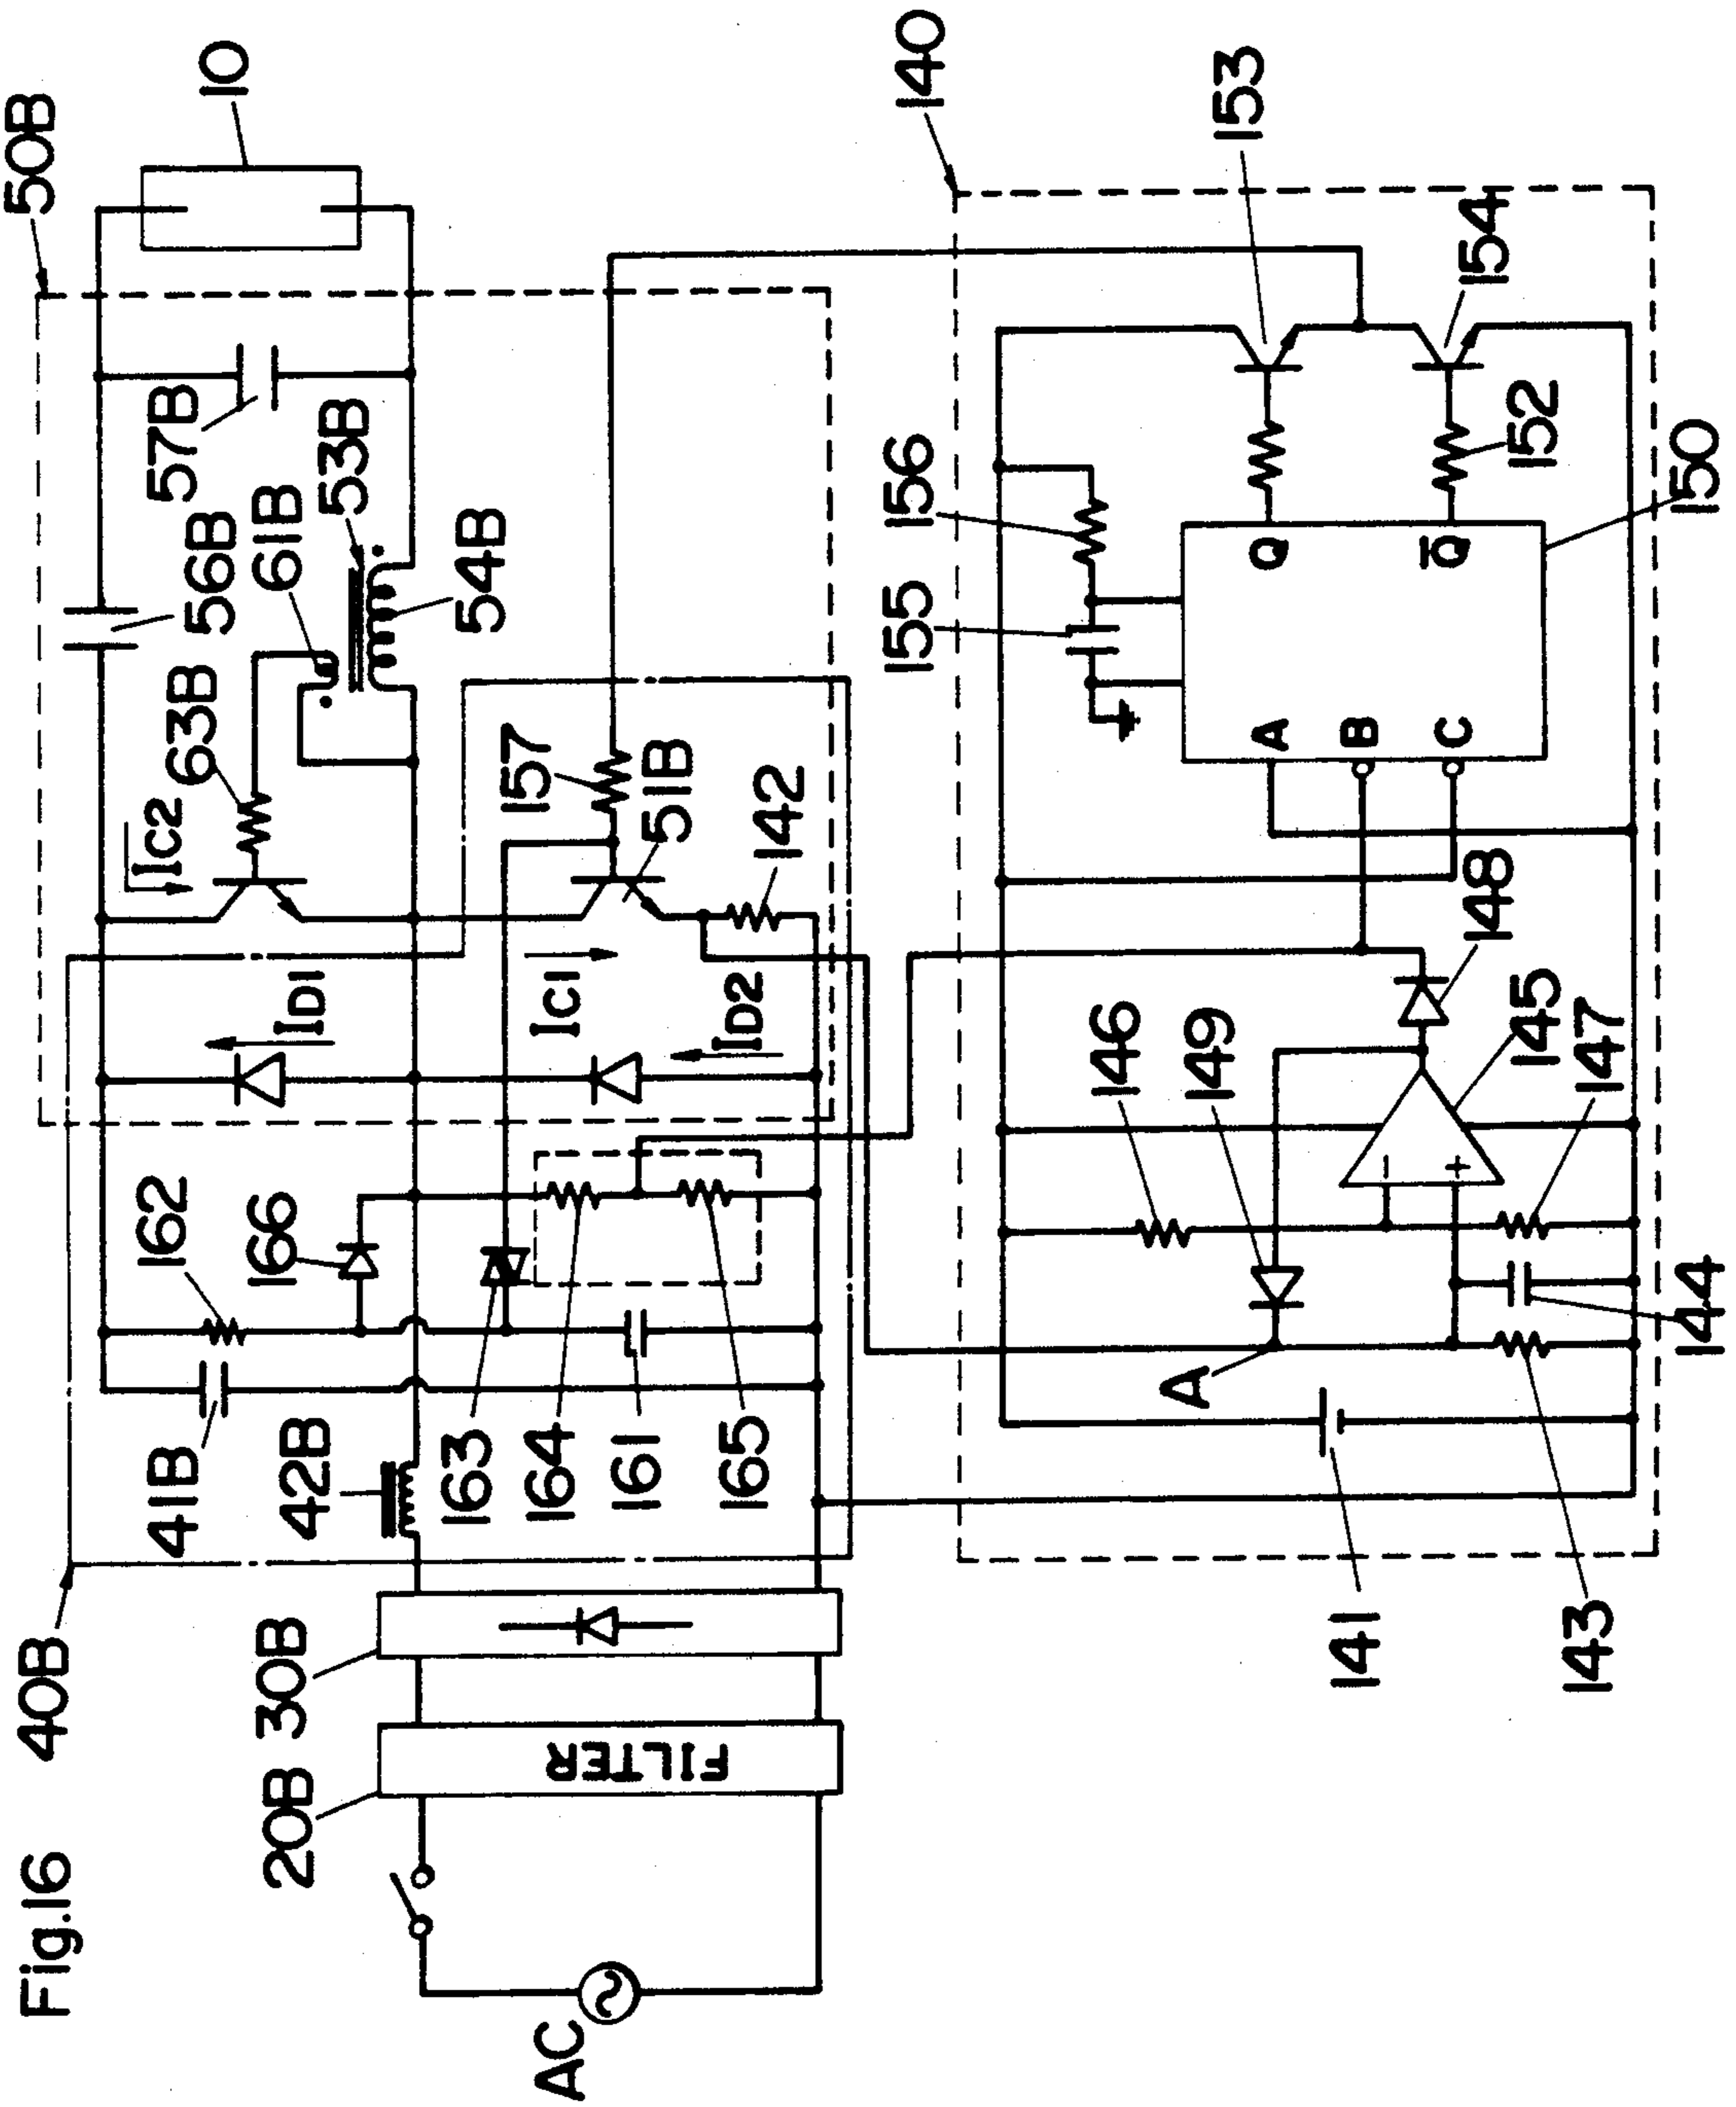 Fig.16
40B
50B
10
56B
57B
61B
53B
63B
54B
IC2
162
166
ID1
41B
42B
IC1
157
51B
163
164
161
165
ID2
142
20B
30B
FILTER
AC
140
155
156
153
154
152
150
A
B
C
Q
Q̅
146
149
148
145
147
−
+
A
141
143
144